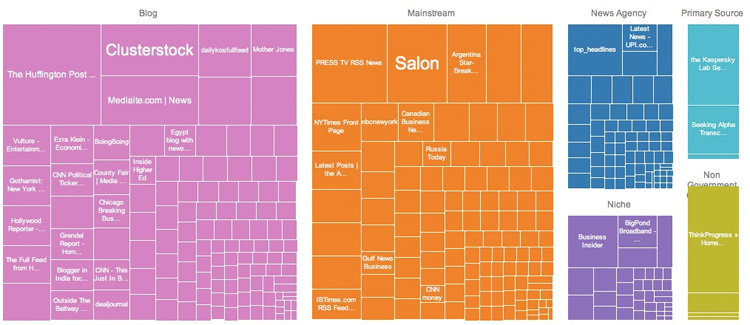 Blog
Mainstream
News Agency
Primary Source
The Huffington Post ...
Clusterstock
dailykosfullfeed
Mother Jones
Mediaite.com | News
Vulture -
Entertainm...
Ezra Klein -
Economi...
BoingBoing
Egypt
blog with
news...
Gothamist:
New York ...
CNN Political
Ticker...
County Fair
| Media ...
Inside
Higher
Ed
Hollywood
Reporter - ...
Chicago
Breaking
Bus...
Grendel
Report -
Hom...
The Full Feed
from H...
Blogger in
India foc...
CNN - This
Just In B...
Outside The
Beltway ...
dealjournal
PRESS TV RSS News
Salon
Argentina
Star-
Break...
NYTimes Front
Page
nbcnewyork
Canadian
Business
Ne...
Latest Posts |
the A...
Russia
Today
Gulf News
Business
IBTimes.com
RSS Feed...
CNN
money
top_headlines
Latest
News -
UPI.co...
the Kaspersky
Lab Se...
Seeking Alpha
Transc...
Non
Government
Niche
Business
Insider
BigPond
Broadband -
...
ThinkProgress »
Home...